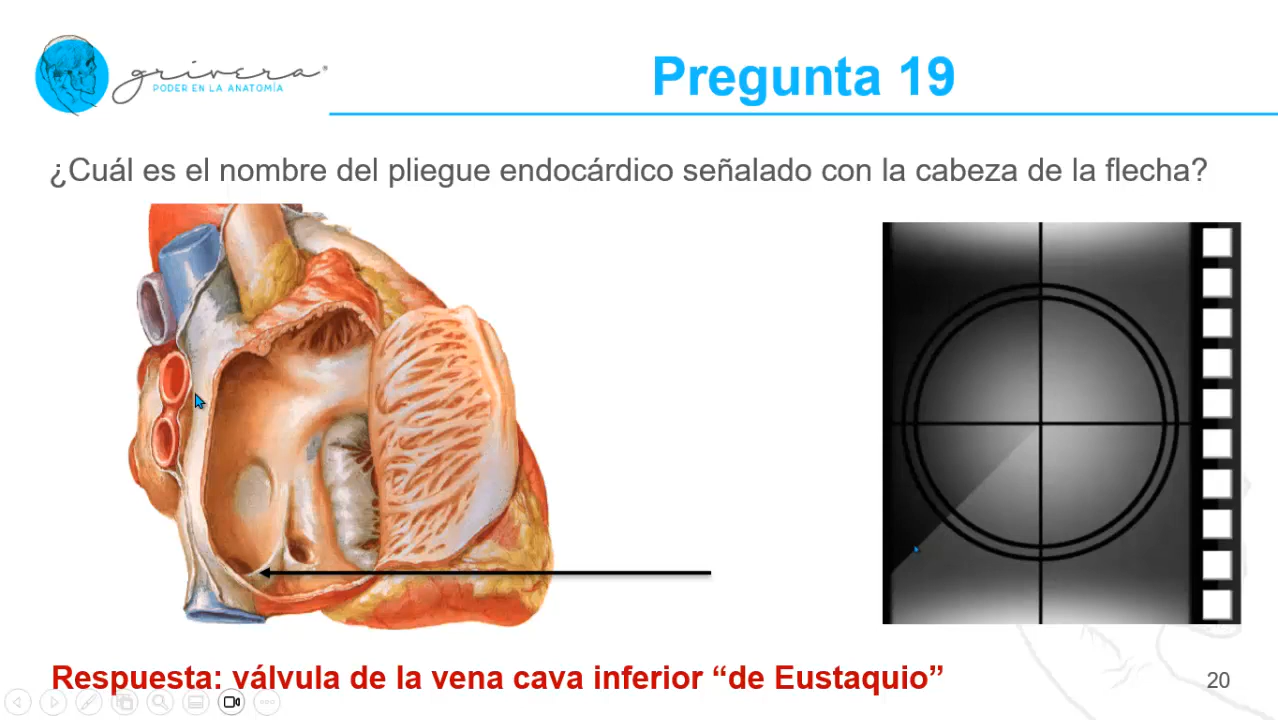 grivera®
PODER EN LA ANATOMÍA
Pregunta 19
¿Cuál es el nombre del pliegue endocárdico señalado con la cabeza de la flecha?
Respuesta: válvula de la vena cava inferior “de Eustaquio”
20